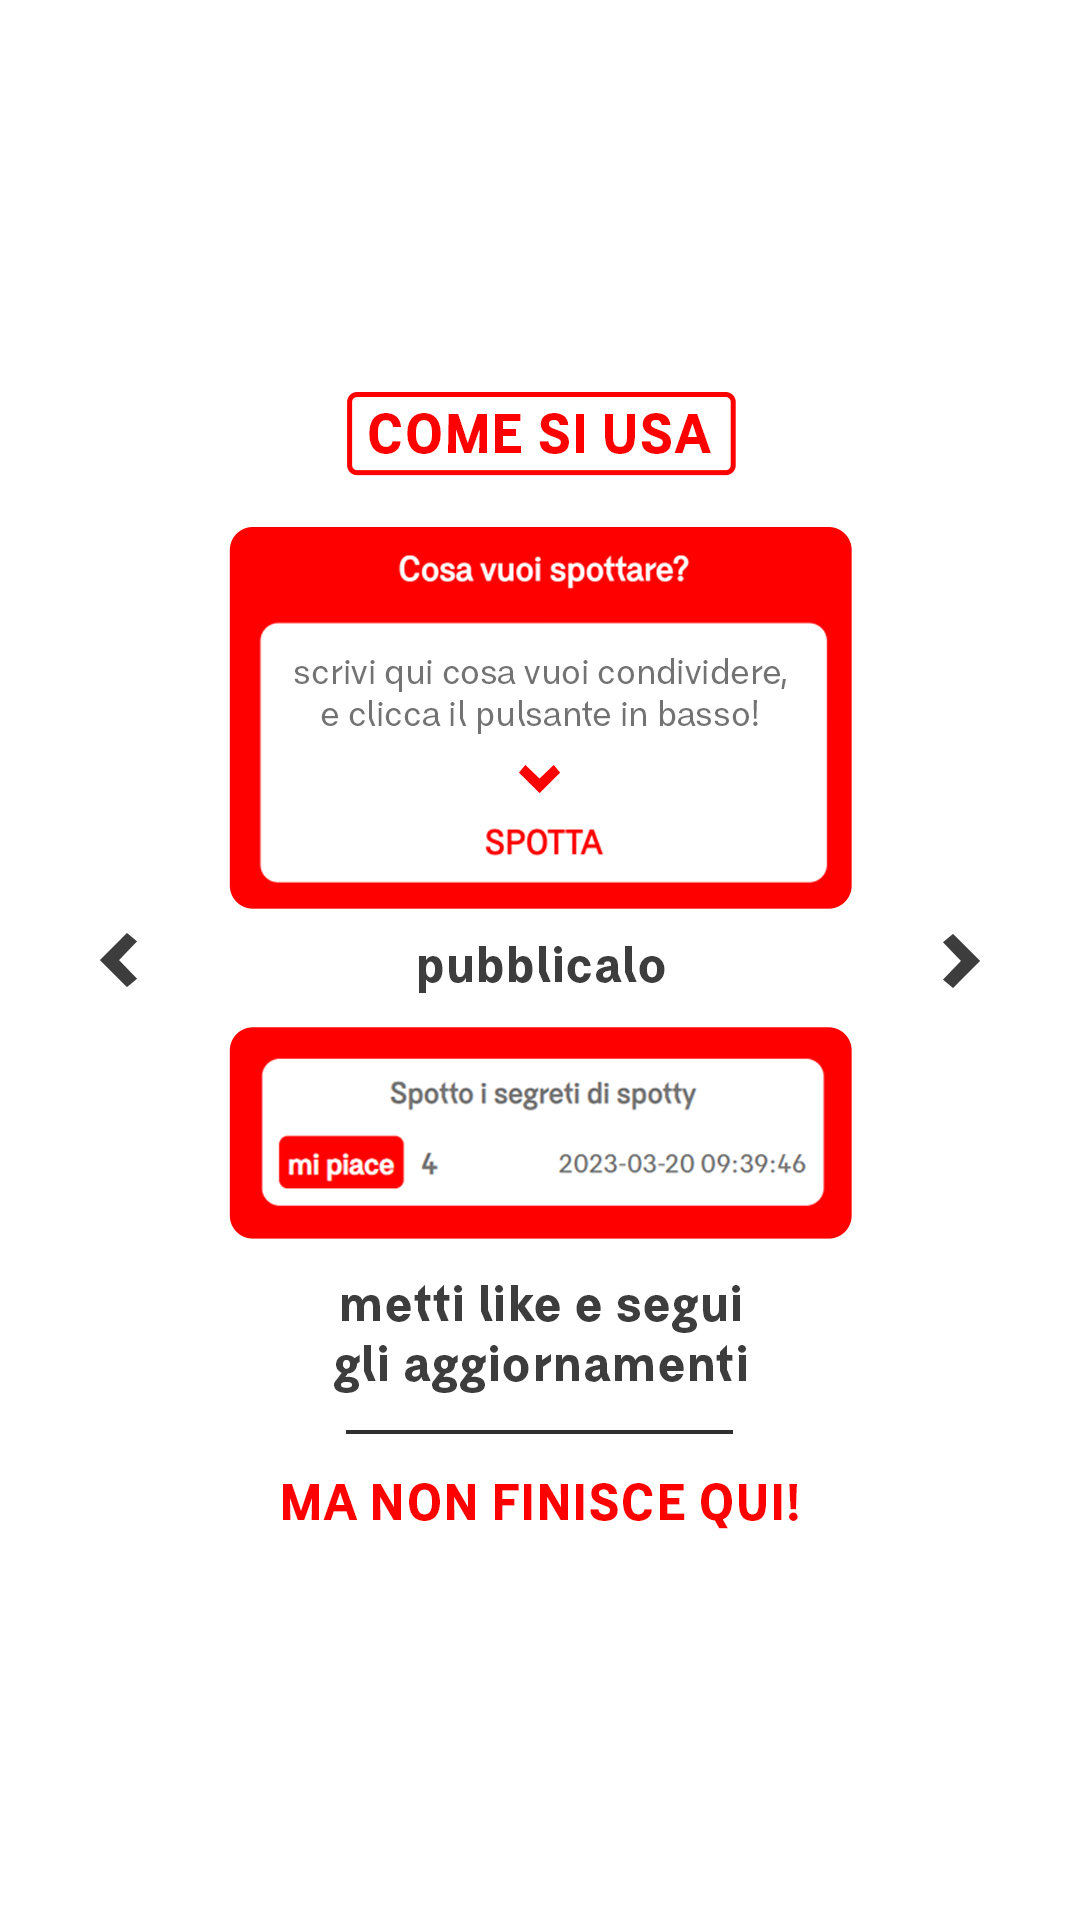 COME SI USA
Cosa vuoi spottare?
scrivi qui cosa vuoi condividere,
e clicca il pulsante in basso!
SPOTTA
pubblicalo
Spotto i segreti di spotty
mi piace 4 2023-03-20 09:39:46
metti like e segui
gli aggiornamenti
MA NON FINISCE QUI!